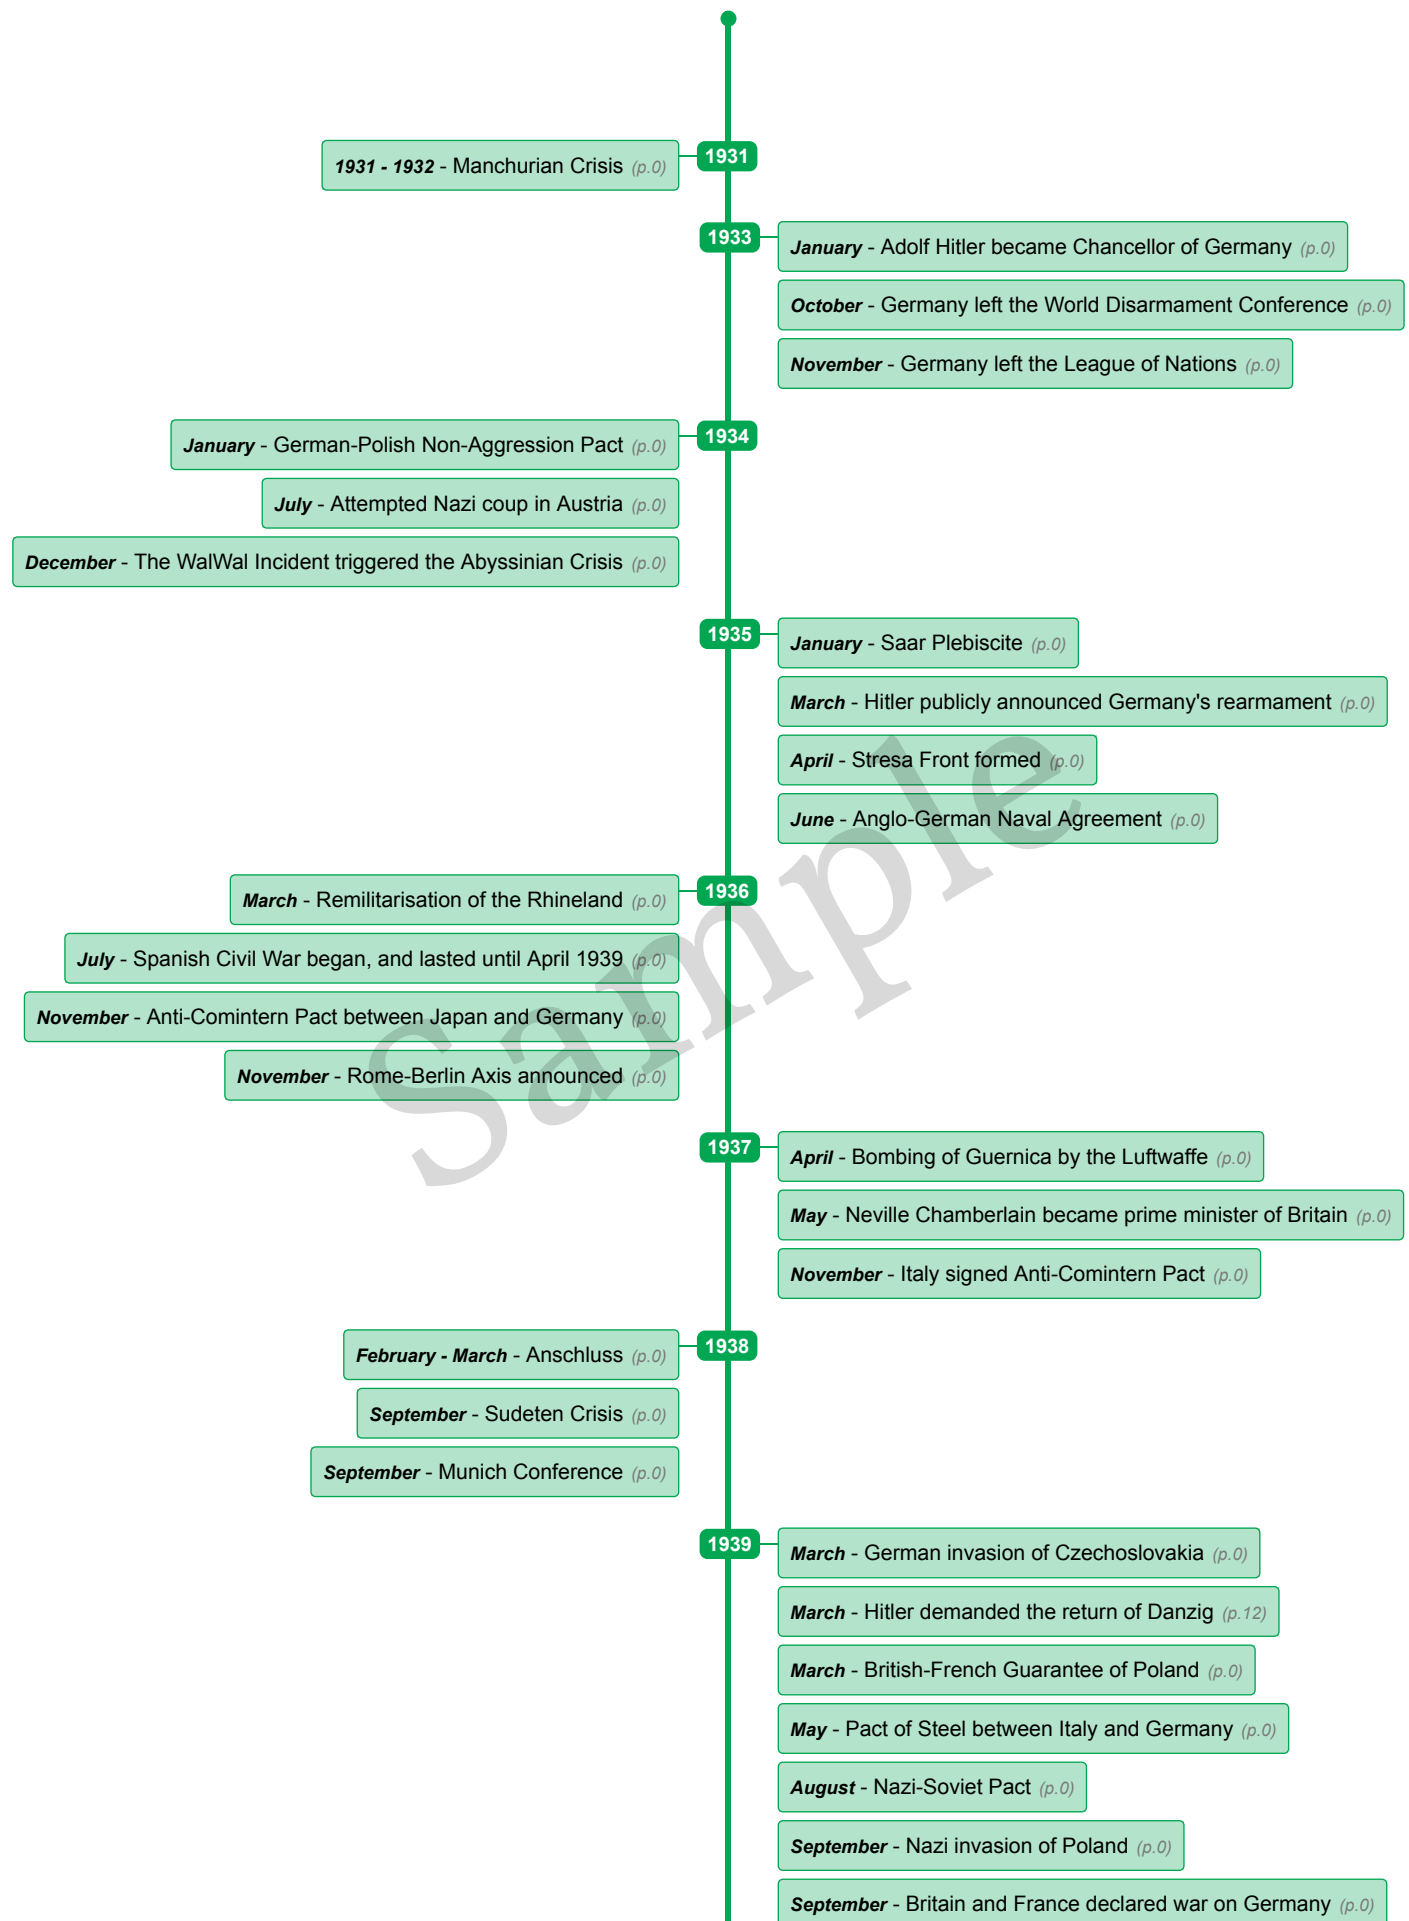 1931
1931 - 1932 - Manchurian Crisis (p.0)
1933
January - Adolf Hitler became Chancellor of Germany (p.0)
October - Germany left the World Disarmament Conference (p.0)
November - Germany left the League of Nations (p.0)
1934
January - German-Polish Non-Aggression Pact (p.0)
July - Attempted Nazi coup in Austria (p.0)
December - The WalWal Incident triggered the Abyssinian Crisis (p.0)
1935
January - Saar Plebiscite (p.0)
March - Hitler publicly announced Germany's rearmament (p.0)
April - Stresa Front formed (p.0)
June - Anglo-German Naval Agreement (p.0)
1936
March - Remilitarisation of the Rhineland (p.0)
July - Spanish Civil War began, and lasted until April 1939 (p.0)
November - Anti-Comintern Pact between Japan and Germany (p.0)
November - Rome-Berlin Axis announced (p.0)
1937
April - Bombing of Guernica by the Luftwaffe (p.0)
May - Neville Chamberlain became prime minister of Britain (p.0)
November - Italy signed Anti-Comintern Pact (p.0)
1938
February - March - Anschluss (p.0)
September - Sudeten Crisis (p.0)
September - Munich Conference (p.0)
1939
March - German invasion of Czechoslovakia (p.0)
March - Hitler demanded the return of Danzig (p.12)
March - British-French Guarantee of Poland (p.0)
May - Pact of Steel between Italy and Germany (p.0)
August - Nazi-Soviet Pact (p.0)
September - Nazi invasion of Poland (p.0)
September - Britain and France declared war on Germany (p.0)
Sample